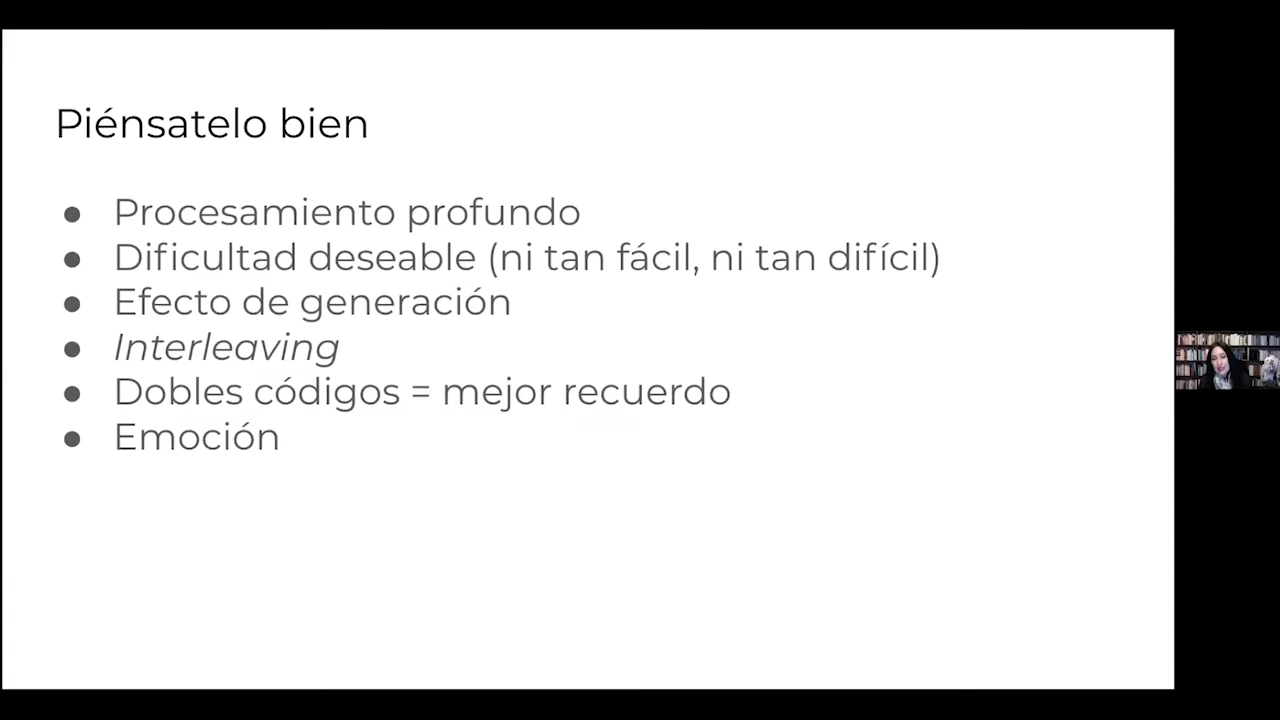 Piénsatelo bien
● Procesamiento profundo
● Dificultad deseable (ni tan fácil, ni tan difícil)
● Efecto de generación
● Interleaving
● Dobles códigos = mejor recuerdo
● Emoción